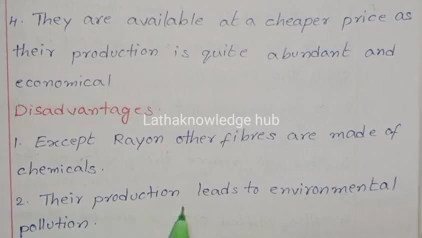 4. They are available at a cheaper price as
their production is quite abundant and
economical
Lathaknowledge hub
Disadvantages:
1. Except Rayon other fibres are made of
chemicals.
2. Their production leads to environmental
pollution.